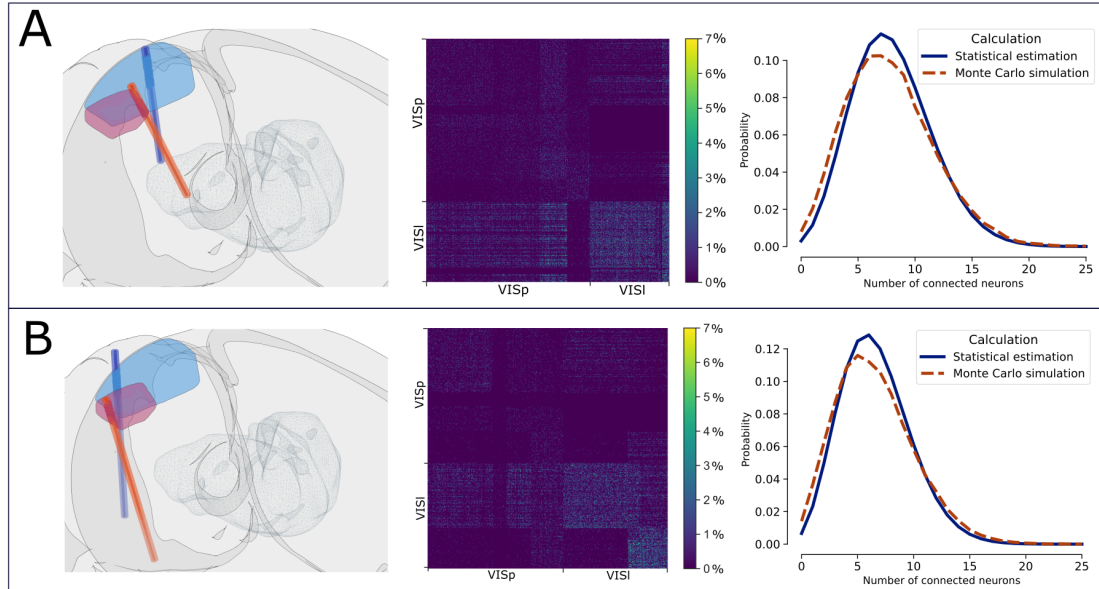 A
VISp
VISl
VISp
VISl
7%
6%
5%
4%
3%
2%
1%
0%
Probability
0.10
0.08
0.06
0.04
0.02
0.00
Calculation
Statistical estimation
Monte Carlo simulation
0
5
10
15
20
25
Number of connected neurons
B
VISp
VISl
VISp
VISl
7%
6%
5%
4%
3%
2%
1%
0%
Probability
0.12
0.10
0.08
0.06
0.04
0.02
0.00
Calculation
Statistical estimation
Monte Carlo simulation
0
5
10
15
20
25
Number of connected neurons